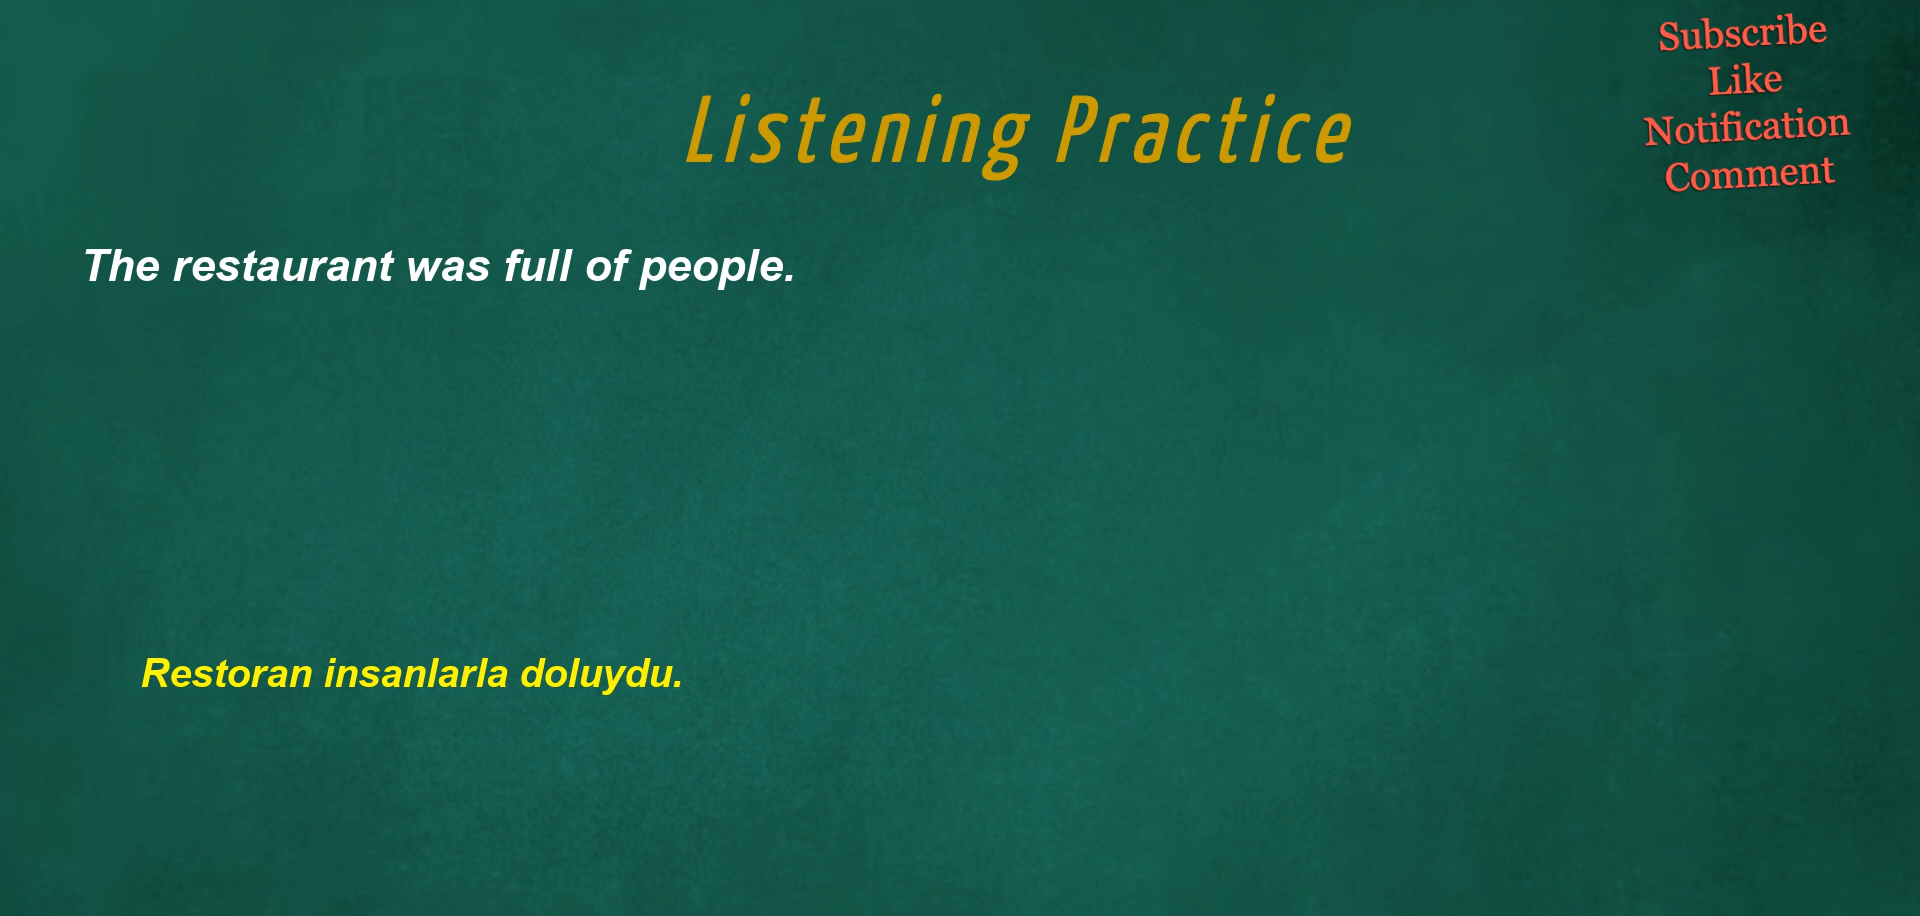 Subscribe
Like
Notification
Comment
Listening Practice
The restaurant was full of people.
Restoran insanlarla doluydu.